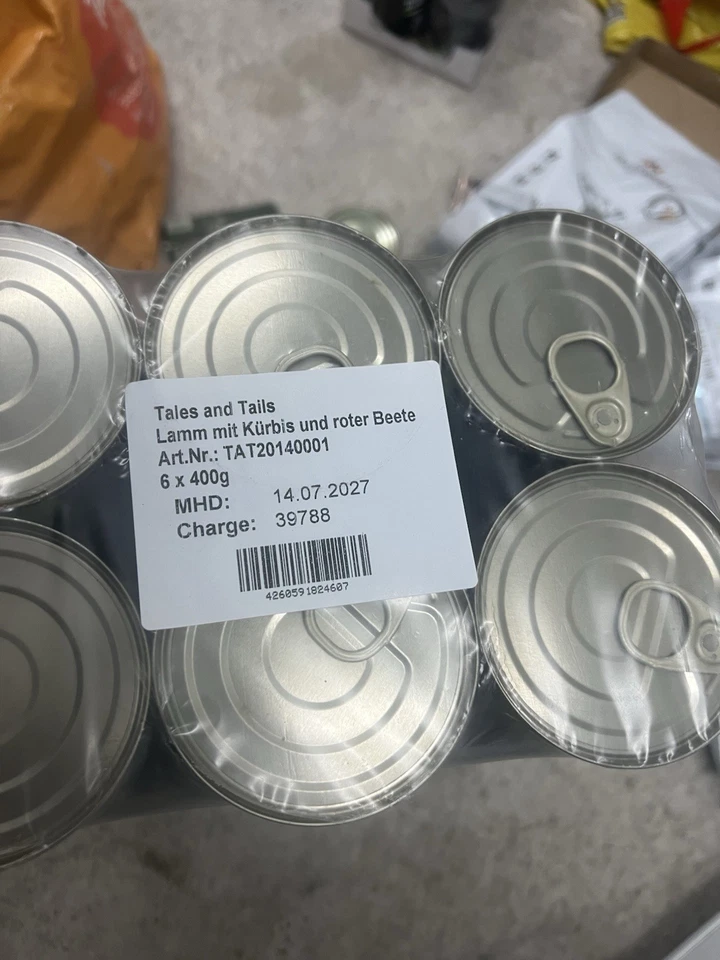 Tales and Tails
Lamm mit Kürbis und roter Beete
Art.Nr.: TAT20140001
6 x 400g
MHD: 14.07.2027
Charge: 39788
4260591824607